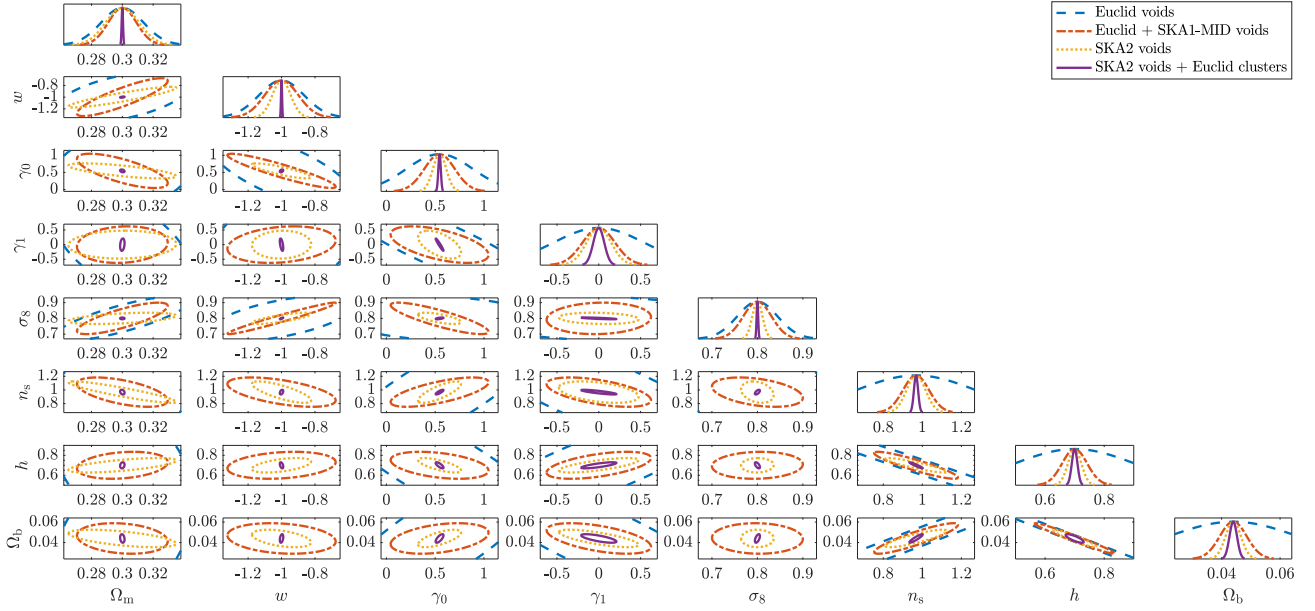 Euclid voids
Euclid + SKA1-MID voids
SKA2 voids
SKA2 voids + Euclid clusters
0.28 0.3 0.32
w
-0.8
-1
-1.2
0.28 0.3 0.32 -1.2 -1 -0.8
γ₀
1
0.5
0
0.28 0.3 0.32 -1.2 -1 -0.8 0 0.5 1
γ₁
0.5
0
-0.5
0.28 0.3 0.32 -1.2 -1 -0.8 0 0.5 1 -0.5 0 0.5
σ₈
0.9
0.8
0.7
0.28 0.3 0.32 -1.2 -1 -0.8 0 0.5 1 -0.5 0 0.5 0.7 0.8 0.9
nₛ
1.2
1
0.8
0.28 0.3 0.32 -1.2 -1 -0.8 0 0.5 1 -0.5 0 0.5 0.7 0.8 0.9 0.8 1 1.2
h
0.8
0.6
0.28 0.3 0.32 -1.2 -1 -0.8 0 0.5 1 -0.5 0 0.5 0.7 0.8 0.9 0.8 1 1.2 0.6 0.8
Ω_b
0.06
0.04
0.28 0.3 0.32 -1.2 -1 -0.8 0 0.5 1 -0.5 0 0.5 0.7 0.8 0.9 0.8 1 1.2 0.6 0.8 0.04 0.06
Ω_m w γ₀ γ₁ σ₈ nₛ h Ω_b